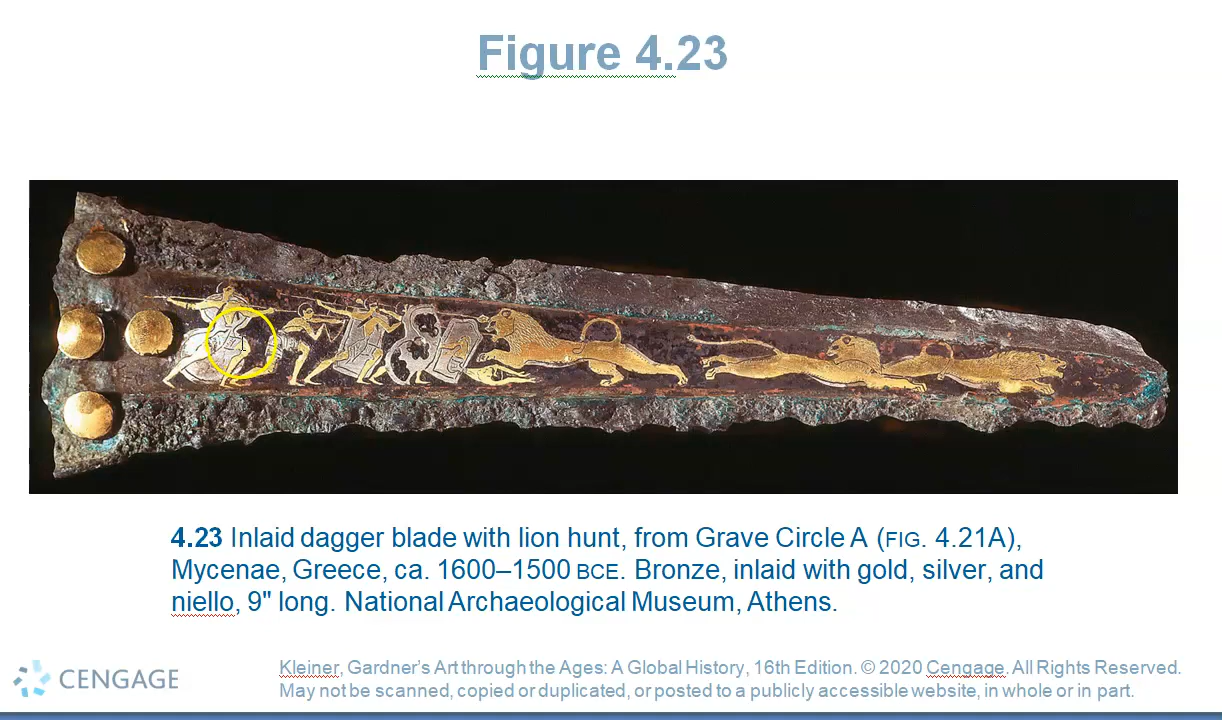 Figure 4.23
4.23 Inlaid dagger blade with lion hunt, from Grave Circle A (FIG. 4.21A),
Mycenae, Greece, ca. 1600–1500 BCE. Bronze, inlaid with gold, silver, and
niello, 9" long. National Archaeological Museum, Athens.
CENGAGE
Kleiner, Gardner's Art through the Ages: A Global History, 16th Edition. © 2020 Cengage. All Rights Reserved.
May not be scanned, copied or duplicated, or posted to a publicly accessible website, in whole or in part.